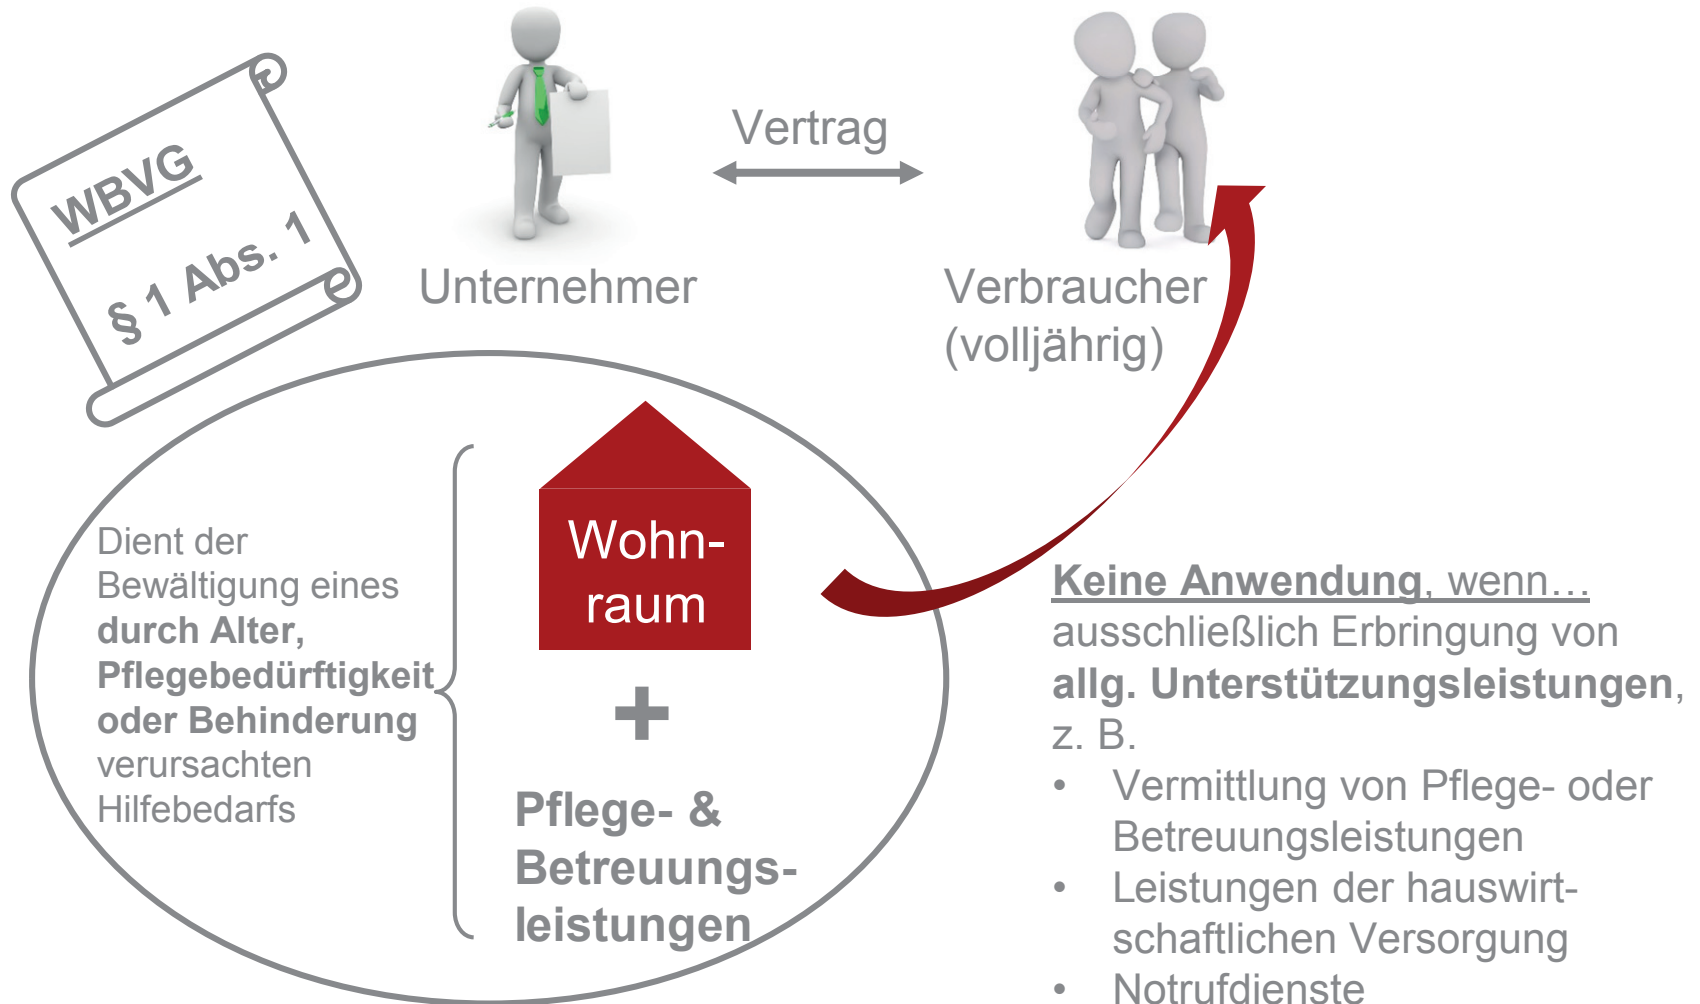 WBVG
§ 1 Abs. 1
Vertrag
Unternehmer
Verbraucher
(volljährig)
Dient der
Bewältigung eines
durch Alter,
Pflegebedürftigkeit
oder Behinderung
verursachten
Hilfebedarfs
Wohn-
raum
+
Pflege- &
Betreuungs-
leistungen
Keine Anwendung, wenn…
ausschließlich Erbringung von
allg. Unterstützungsleistungen,
z. B.
• Vermittlung von Pflege- oder
Betreuungsleistungen
• Leistungen der hauswirt-
schaftlichen Versorgung
• Notrufdienste